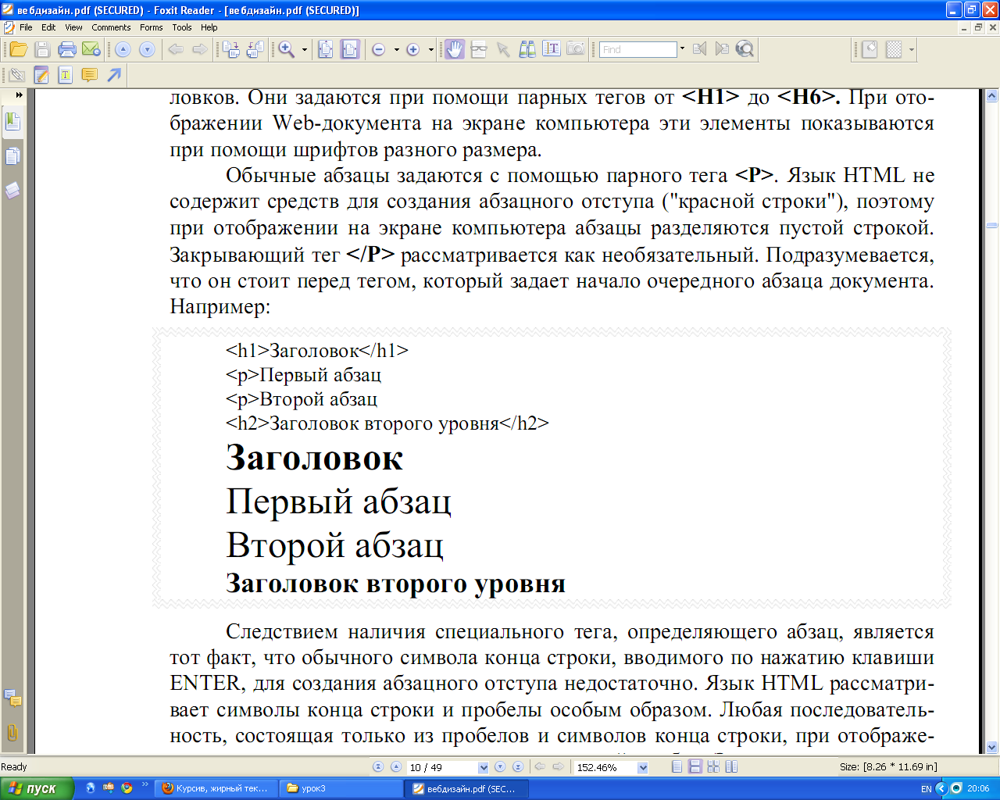 вебдизайн.pdf (SECURED) - Foxit Reader - [вебдизайн.pdf (SECURED)]
File Edit View Comments Forms Tools Help
Find
ловков. Они задаются при помощи парных тегов от <H1> до <H6>. При ото-
бражении Web-документа на экране компьютера эти элементы показываются
при помощи шрифтов разного размера.
Обычные абзацы задаются с помощью парного тега <P>. Язык HTML не
содержит средств для создания абзацного отступа ("красной строки"), поэтому
при отображении на экране компьютера абзацы разделяются пустой строкой.
Закрывающий тег </P> рассматривается как необязательный. Подразумевается,
что он стоит перед тегом, который задает начало очередного абзаца документа.
Например:
<h1>Заголовок</h1>
<p>Первый абзац
<p>Второй абзац
<h2>Заголовок второго уровня</h2>
Заголовок
Первый абзац
Второй абзац
Заголовок второго уровня
Следствием наличия специального тега, определяющего абзац, является
тот факт, что обычного символа конца строки, вводимого по нажатию клавиши
ENTER, для создания абзацного отступа недостаточно. Язык HTML рассматри-
вает символы конца строки и пробелы особым образом. Любая последователь-
ность, состоящая только из пробелов и символов конца строки, при отображе-
Ready 10 / 49 152.46% Size: [8.26 * 11.69 in]
пуск Курсив, жирный тек... урок3 вебдизайн.pdf (SEC... EN 20:06